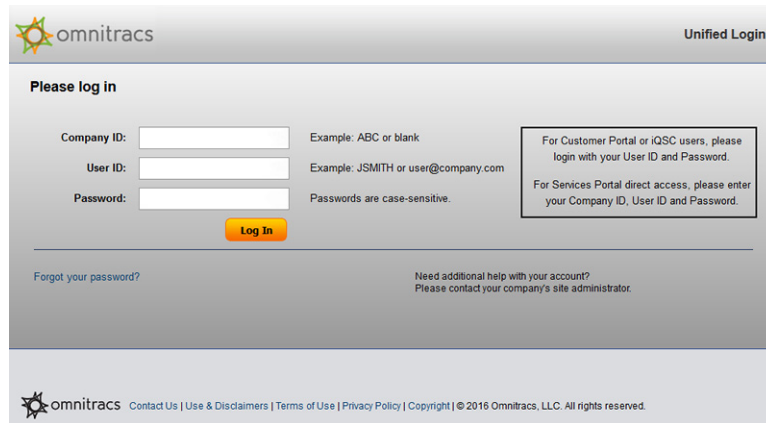 omnitracs
Unified Login
Please log in
Company ID:
Example: ABC or blank
User ID:
Example: JSMITH or user@company.com
Password:
Passwords are case-sensitive.
For Customer Portal or iQSC users, please
login with your User ID and Password.
For Services Portal direct access, please enter
your Company ID, User ID and Password.
Log In
Forgot your password?
Need additional help with your account?
Please contact your company's site administrator.
omnitracs Contact Us | Use & Disclaimers | Terms of Use | Privacy Policy | Copyright | © 2016 Omnitracs, LLC. All rights reserved.